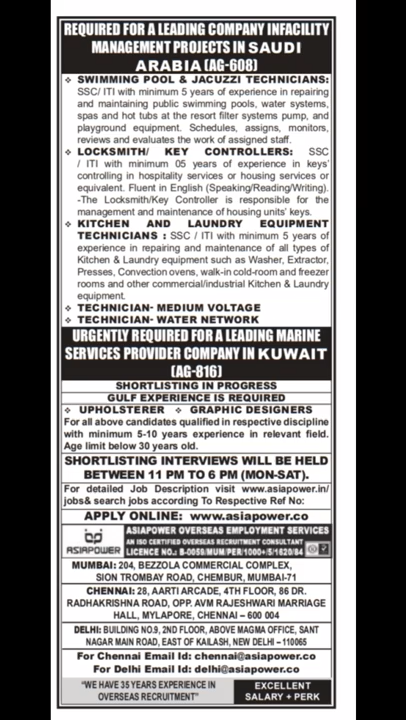 REQUIRED FOR A LEADING COMPANY INFACILITY
MANAGEMENT PROJECTS IN SAUDI
ARABIA (AG-608)
❖ SWIMMING POOL & JACUZZI TECHNICIANS:
SSC/ ITI with minimum 5 years of experience in repairing
and maintaining public swimming pools, water systems,
spas and hot tubs at the resort filter systems pump, and
playground equipment. Schedules, assigns, monitors,
reviews and evaluates the work of assigned staff.
❖ LOCKSMITH/ KEY CONTROLLERS: SSC
/ ITI with minimum 05 years of experience in keys'
controlling in hospitality services or housing services or
equivalent. Fluent in English (Speaking/Reading/Writing).
-The Locksmith/Key Controller is responsible for the
management and maintenance of housing units' keys.
❖ KITCHEN AND LAUNDRY EQUIPMENT
TECHNICIANS : SSC / ITI with minimum 5 years of
experience in repairing and maintenance of all types of
Kitchen & Laundry equipment such as Washer, Extractor,
Presses, Convection ovens, walk-in cold-room and freezer
rooms and other commercial/industrial Kitchen & Laundry
equipment.
❖ TECHNICIAN- MEDIUM VOLTAGE
❖ TECHNICIAN- WATER NETWORK
URGENTLY REQUIRED FOR A LEADING MARINE
SERVICES PROVIDER COMPANY IN KUWAIT
(AG-816)
SHORTLISTING IN PROGRESS
GULF EXPERIENCE IS REQUIRED
❖ UPHOLSTERER ❖ GRAPHIC DESIGNERS
For all above candidates qualified in respective discipline
with minimum 5-10 years experience in relevant field.
Age limit below 30 years old.
SHORTLISTING INTERVIEWS WILL BE HELD
BETWEEN 11 PM TO 6 PM (MON-SAT).
For detailed Job Description visit www.asiapower.in/
jobs& search jobs according To Respective Ref No:
APPLY ONLINE: www.asiapower.co
ASIAPOWER
ASIAPOWER OVERSEAS EMPLOYMENT SERVICES
AN ISO CERTIFIED OVERSEAS RECRUITMENT CONSULTANT
LICENCE NO.: B-0059/MUM/PER/1000+/5/1620/84
MUMBAI: 204, BEZZOLA COMMERCIAL COMPLEX,
SION TROMBAY ROAD, CHEMBUR, MUMBAI-71
CHENNAI: 28, AARTI ARCADE, 4TH FLOOR, 86 DR.
RADHAKRISHNA ROAD, OPP. AVM RAJESHWARI MARRIAGE
HALL, MYLAPORE, CHENNAI – 600 004
DELHI: BUILDING NO.9, 2ND FLOOR, ABOVE MAGMA OFFICE, SANT
NAGAR MAIN ROAD, EAST OF KAILASH, NEW DELHI – 110065
For Chennai Email Id: chennai@asiapower.co
For Delhi Email Id: delhi@asiapower.co
"WE HAVE 35 YEARS EXPERIENCE IN
OVERSEAS RECRUITMENT"
EXCELLENT
SALARY + PERK